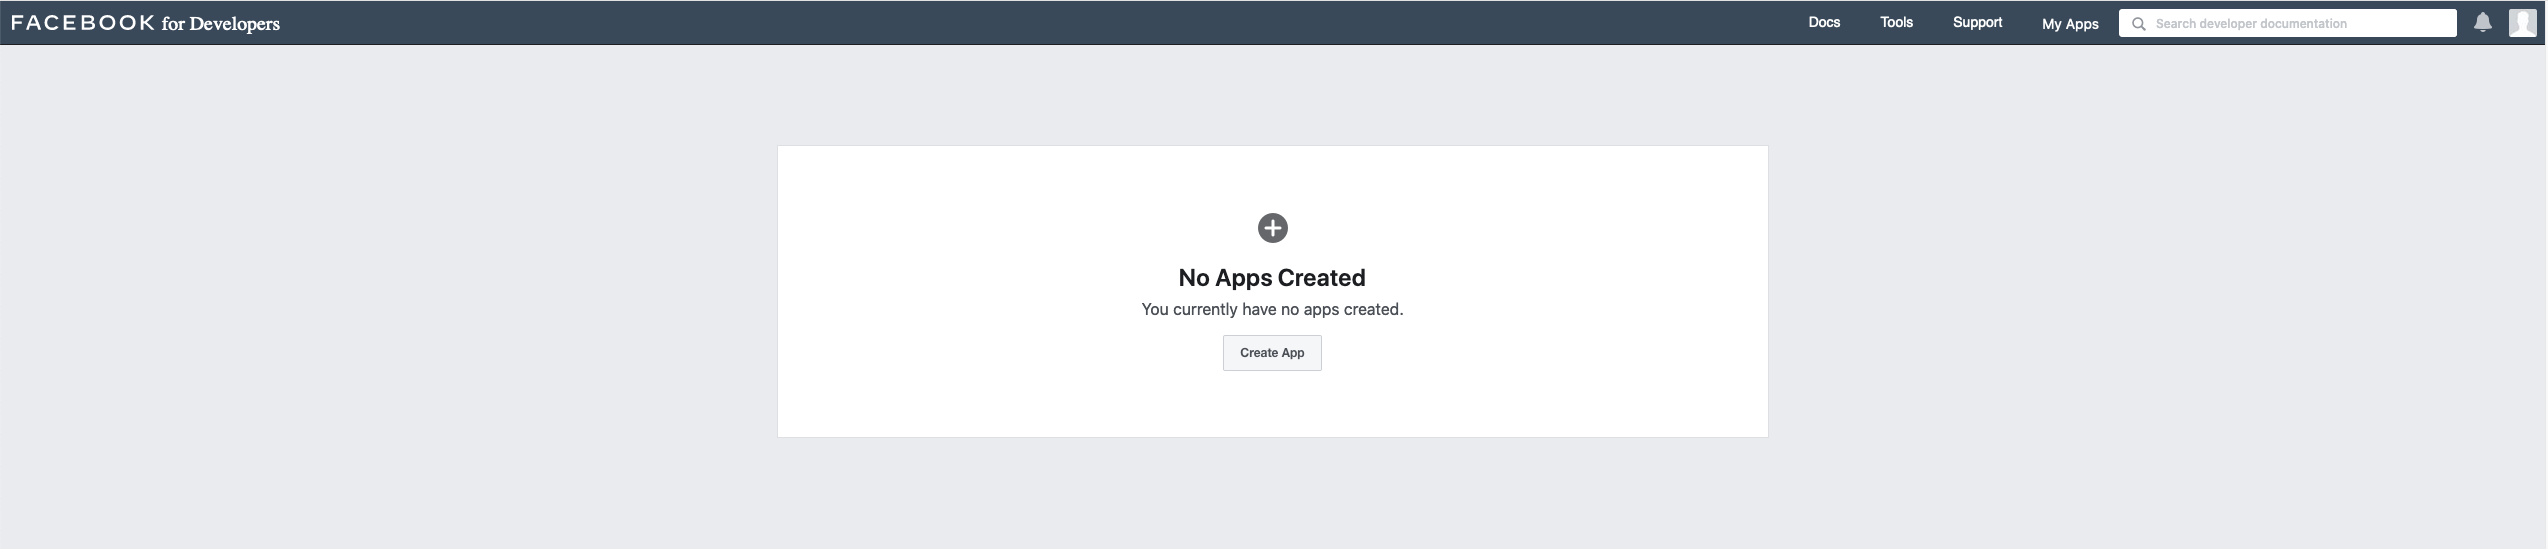 FACEBOOK for Developers
Docs
Tools
Support
My Apps
Search developer documentation
No Apps Created
You currently have no apps created.
Create App